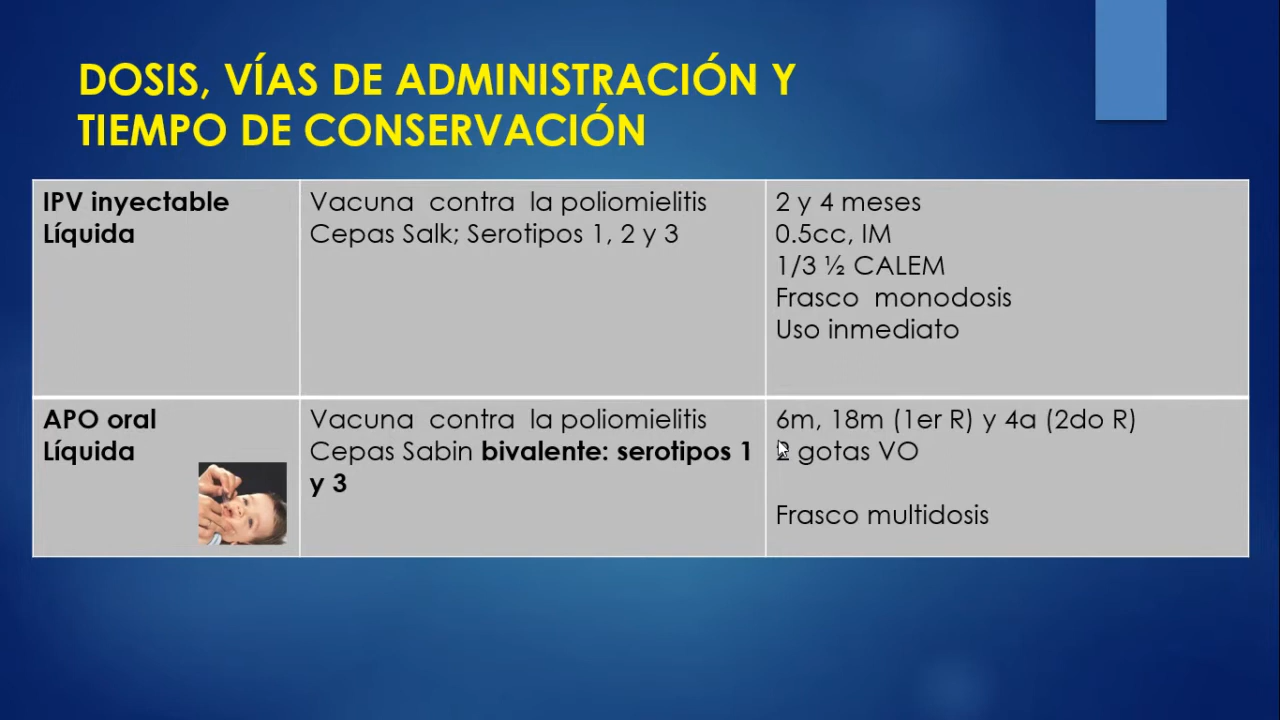 DOSIS, VÍAS DE ADMINISTRACIÓN Y
TIEMPO DE CONSERVACIÓN
IPV inyectable
Líquida
Vacuna contra la poliomielitis
Cepas Salk; Serotipos 1, 2 y 3
2 y 4 meses
0.5cc, IM
1/3 ½ CALEM
Frasco monodosis
Uso inmediato
APO oral
Líquida
Vacuna contra la poliomielitis
Cepas Sabin bivalente: serotipos 1
y 3
6m, 18m (1er R) y 4a (2do R)
2 gotas VO
Frasco multidosis